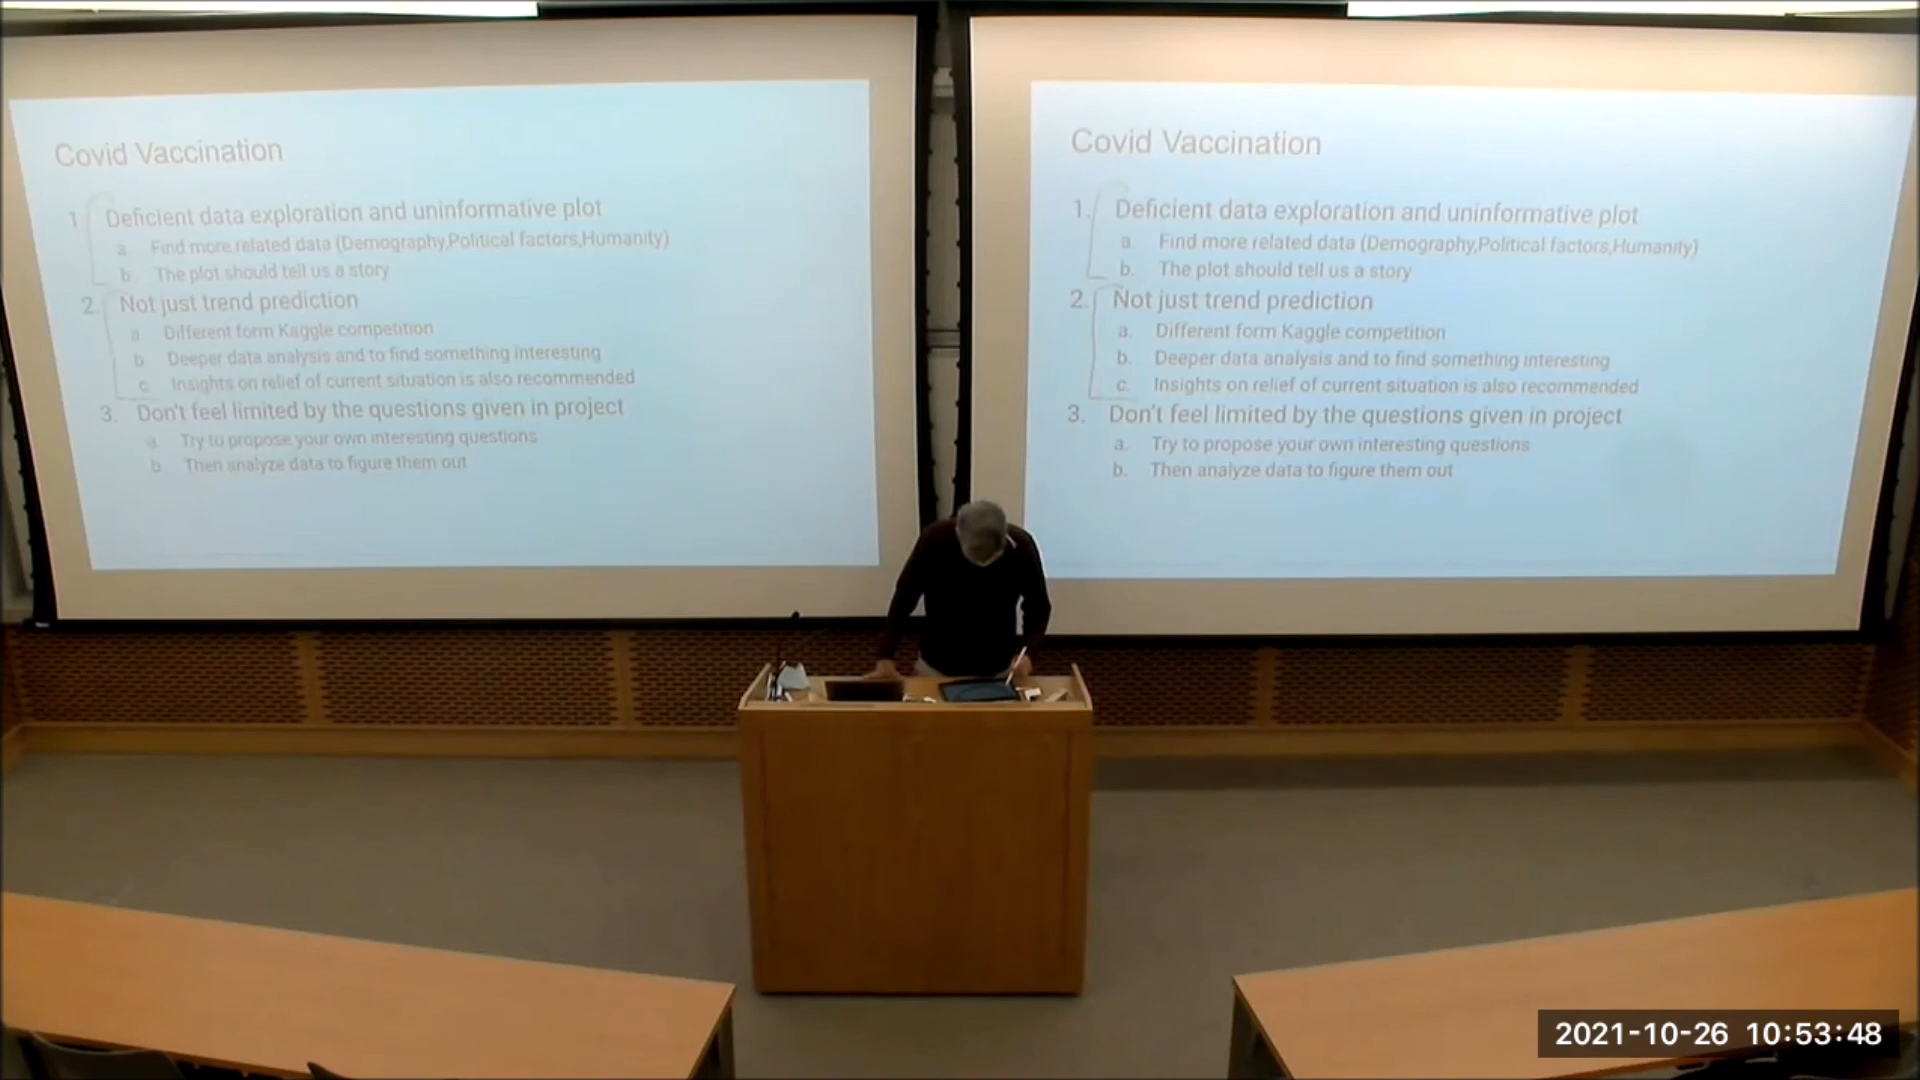 Covid Vaccination
1 Deficient data exploration and uninformative plot
a. Find more related data (Demography,Political factors,Humanity)
b The plot should tell us a story
2. Not just trend prediction
a Different form Kaggle competition
b Deeper data analysis and to find something interesting
c Insights on relief of current situation is also recommended
3. Don't feel limited by the questions given in project
a Try to propose your own interesting questions
b Then analyze data to figure them out
Covid Vaccination
1. Deficient data exploration and uninformative plot
a. Find more related data (Demography,Political factors,Humanity)
b. The plot should tell us a story
2. Not just trend prediction
a. Different form Kaggle competition
b. Deeper data analysis and to find something interesting
c. Insights on relief of current situation is also recommended
3. Don't feel limited by the questions given in project
a. Try to propose your own interesting questions
b. Then analyze data to figure them out
2021-10-26 10:53:48